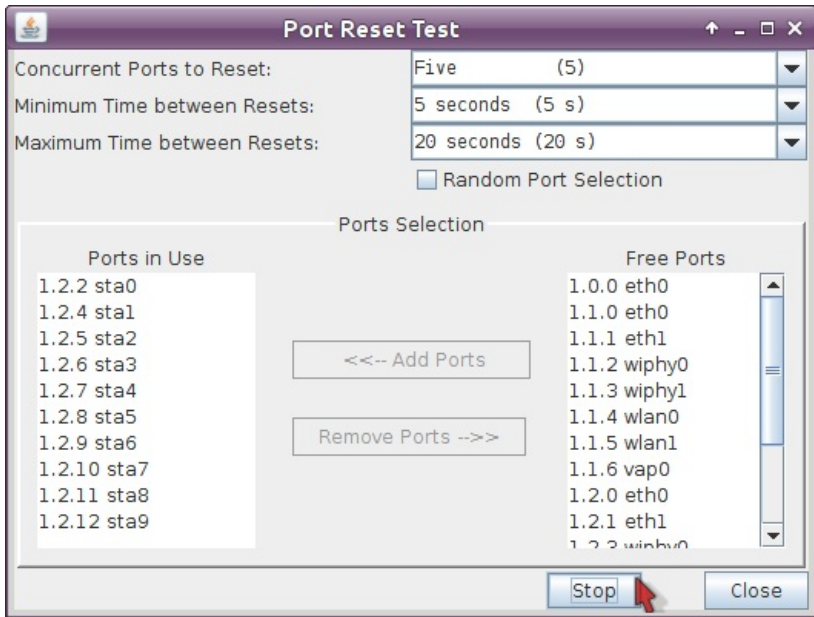 Port Reset Test
Concurrent Ports to Reset: Five (5)
Minimum Time between Resets: 5 seconds (5 s)
Maximum Time between Resets: 20 seconds (20 s)
Random Port Selection
Ports Selection
Ports in Use
1.2.2 sta0
1.2.4 sta1
1.2.5 sta2
1.2.6 sta3
1.2.7 sta4
1.2.8 sta5
1.2.9 sta6
1.2.10 sta7
1.2.11 sta8
1.2.12 sta9
<<-- Add Ports
Remove Ports -->>
Free Ports
1.0.0 eth0
1.1.0 eth0
1.1.1 eth1
1.1.2 wiphy0
1.1.3 wiphy1
1.1.4 wlan0
1.1.5 wlan1
1.1.6 vap0
1.2.0 eth0
1.2.1 eth1
1.2.3 wiphy0
Stop Close